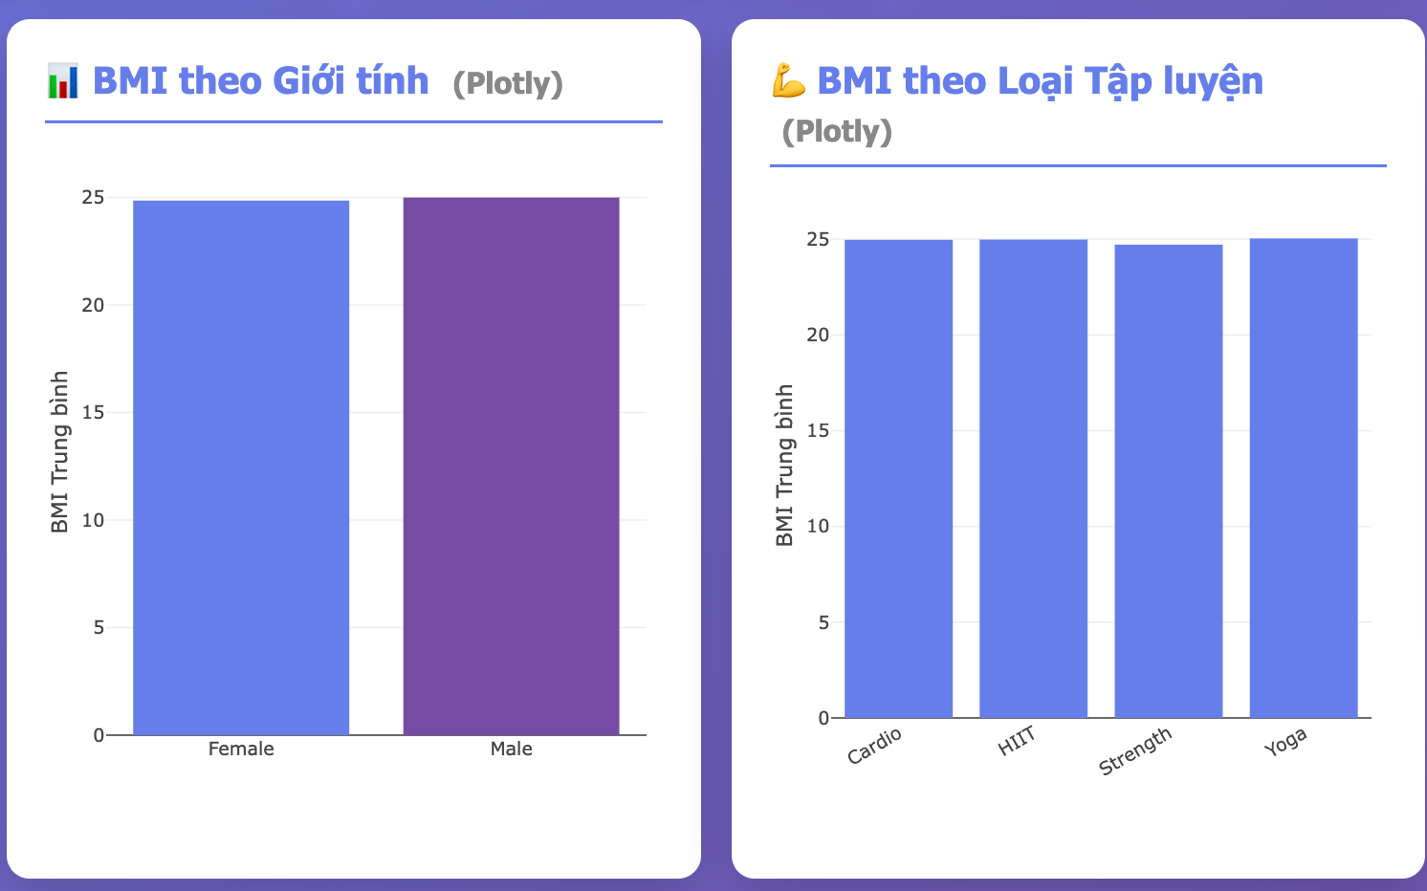 📊 BMI theo Giới tính (Plotly)
25
20
15
10
5
0
BMI Trung bình
Female
Male
💪 BMI theo Loại Tập luyện
(Plotly)
25
20
15
10
5
0
BMI Trung bình
Cardio
HIIT
Strength
Yoga